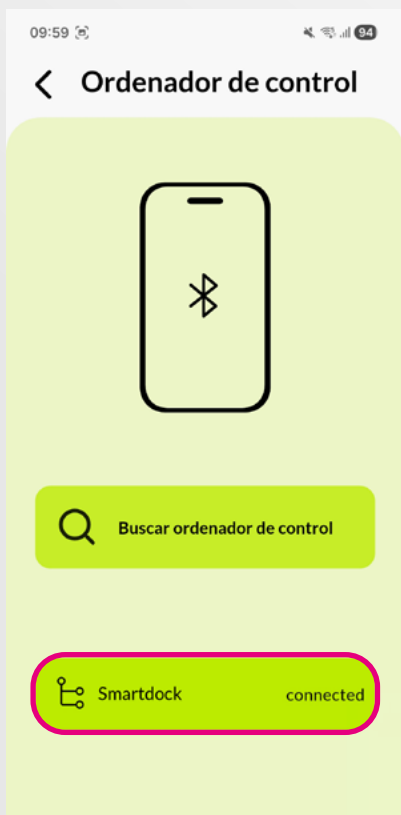 09:59 94
Ordenador de control
Buscar ordenador de control
Smartdock connected